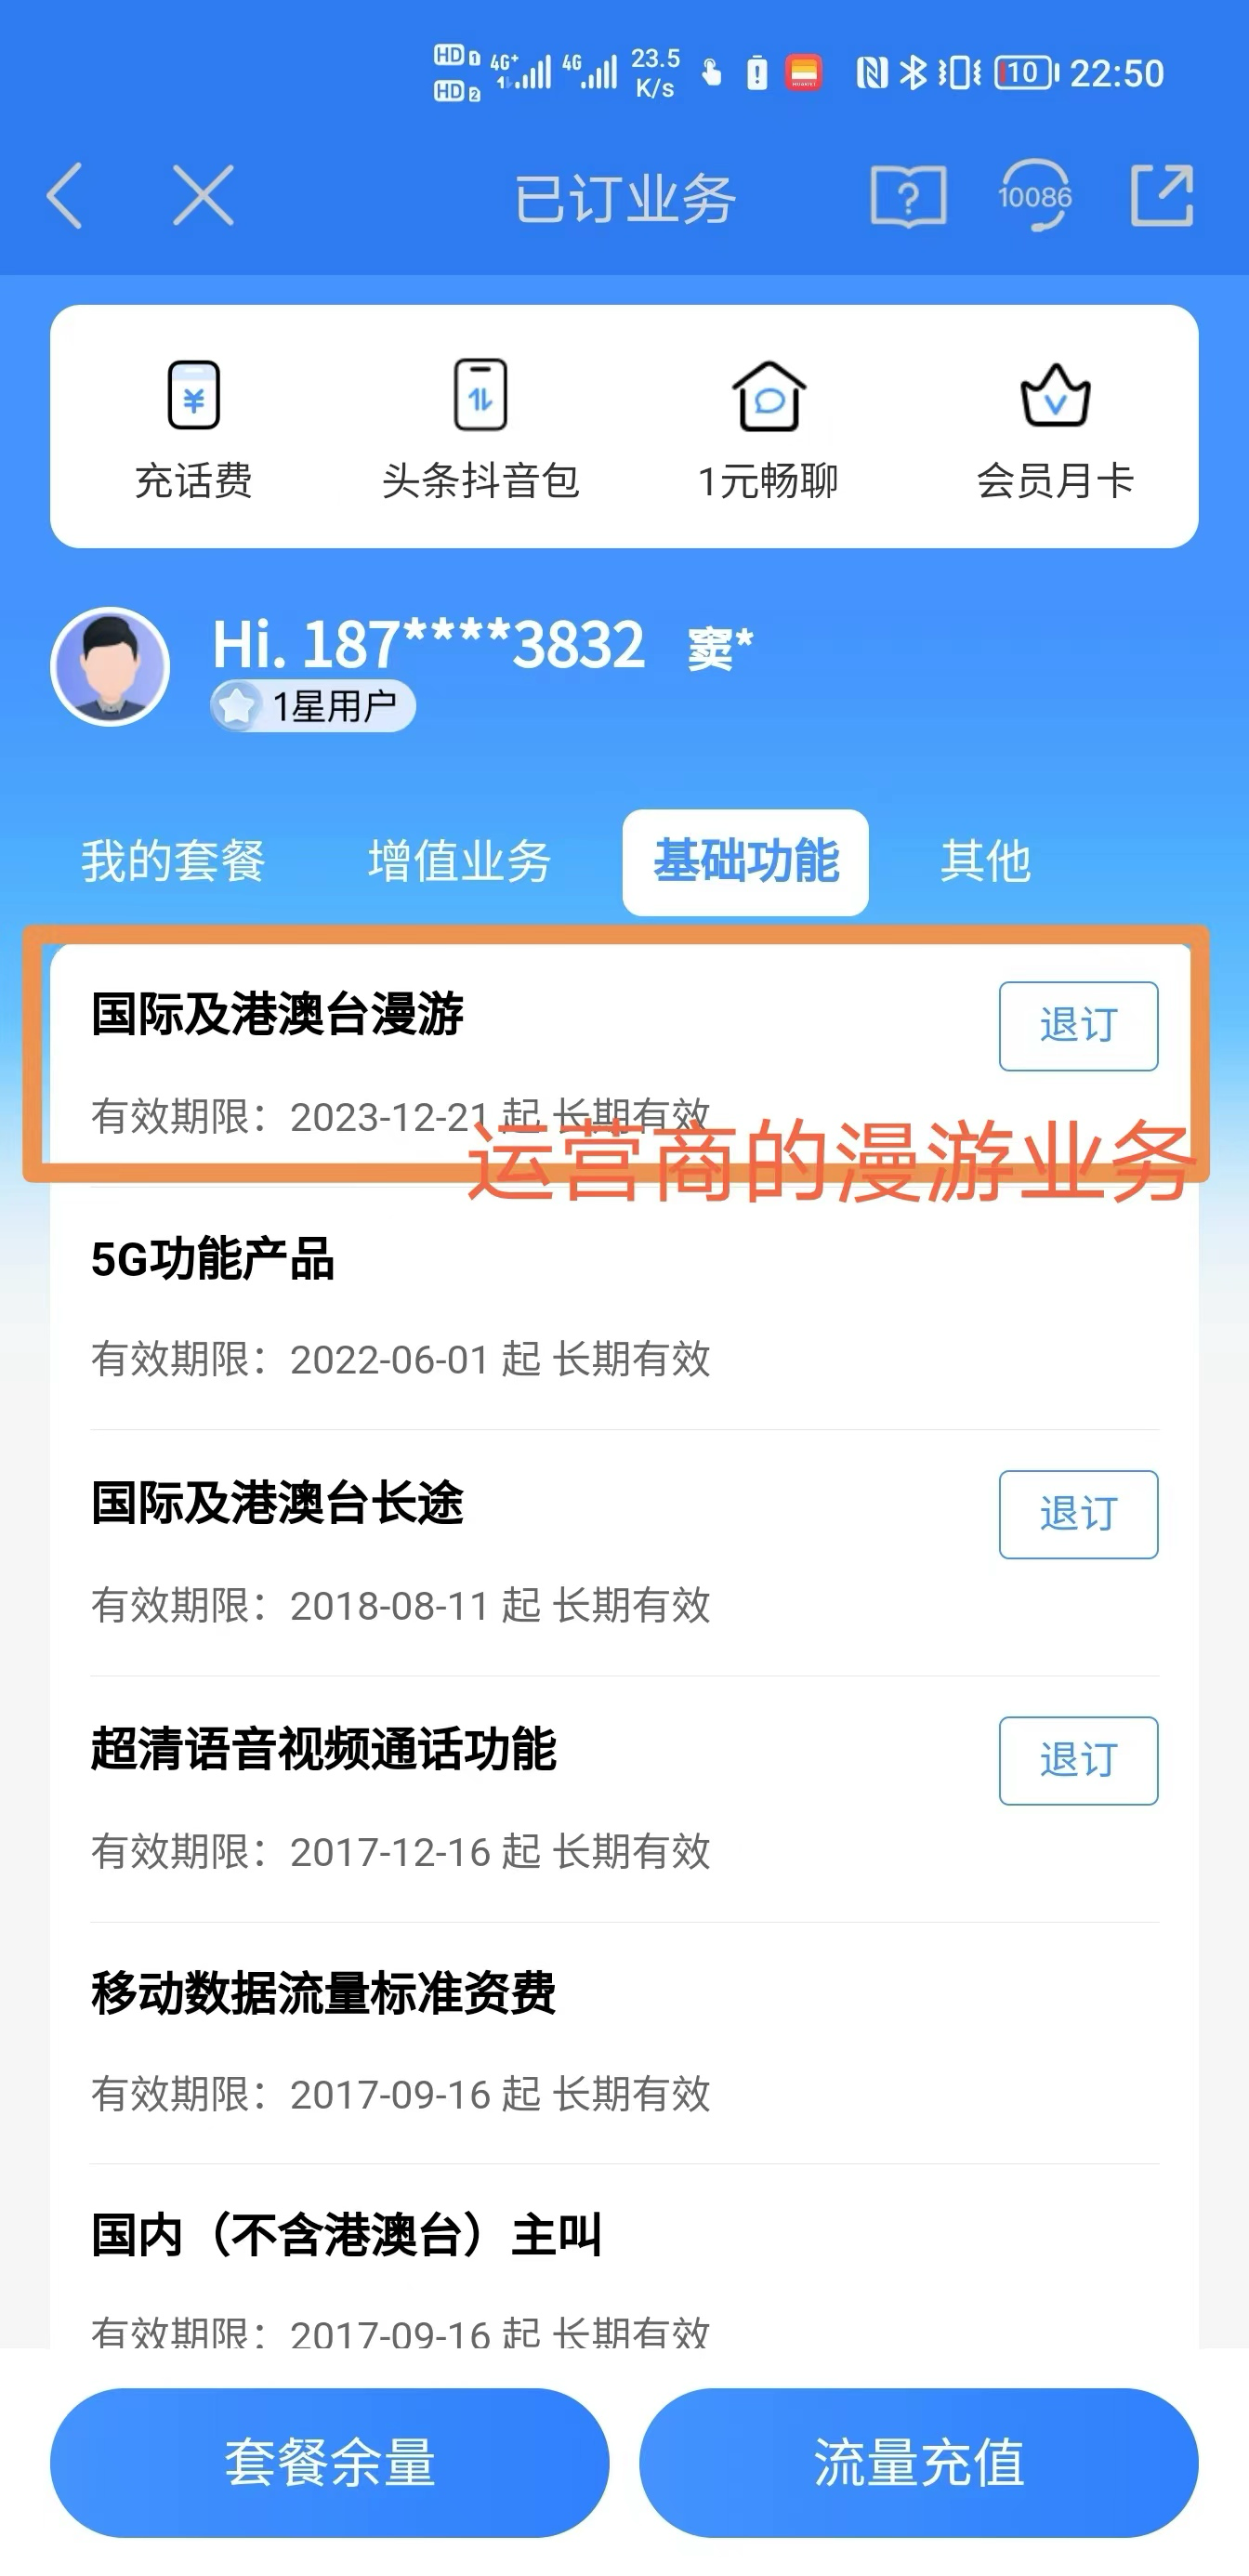 HD 1 4G+ 4G 23.5 K/s 10 22:50
HD 2
已订业务 10086
充话费 头条抖音包 1元畅聊 会员月卡
Hi. 187****3832 窦*
1星用户
我的套餐 增值业务 基础功能 其他
国际及港澳台漫游 退订
有效期限：2023-12-21 起 长期有效
运营商的漫游业务
5G功能产品
有效期限：2022-06-01 起 长期有效
国际及港澳台长途 退订
有效期限：2018-08-11 起 长期有效
超清语音视频通话功能 退订
有效期限：2017-12-16 起 长期有效
移动数据流量标准资费
有效期限：2017-09-16 起 长期有效
国内（不含港澳台）主叫
有效期限：2017-09-16 起 长期有效
套餐余量 流量充值